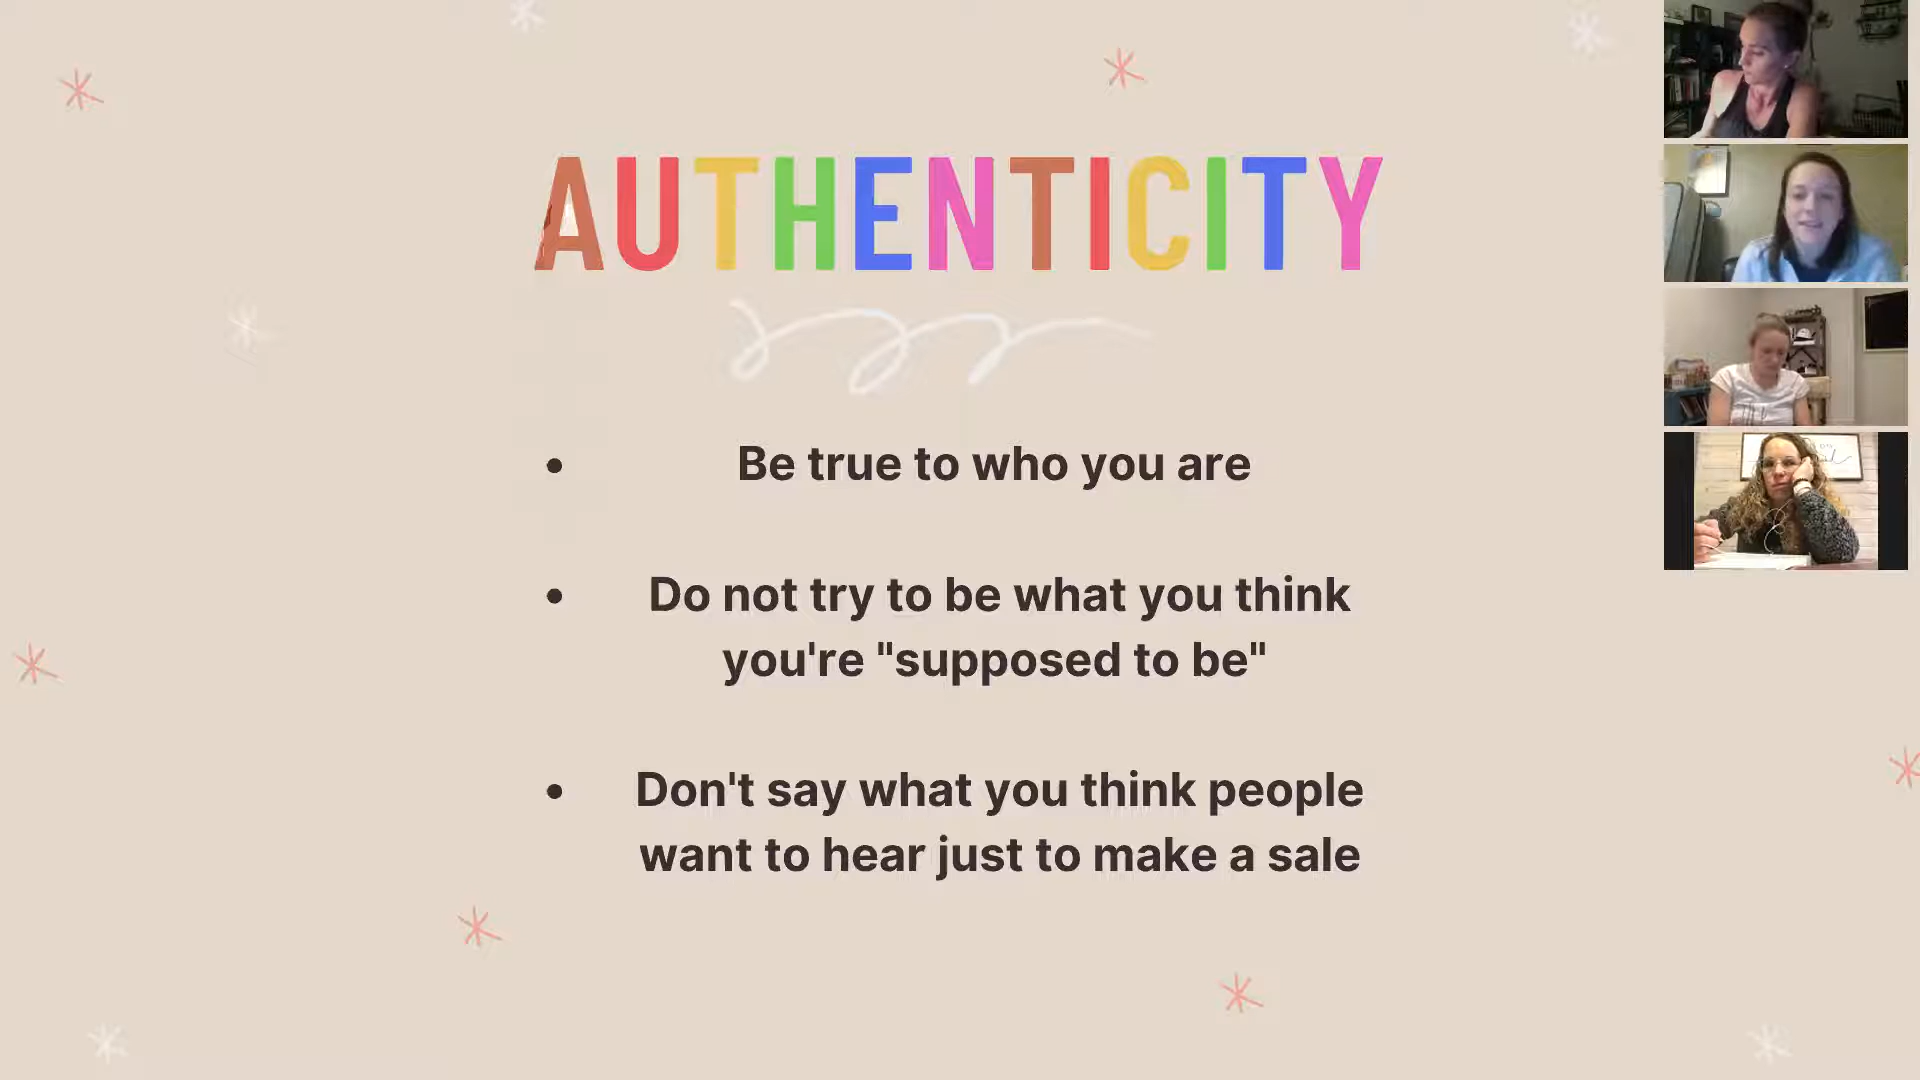 AUTHENTICITY
• Be true to who you are
• Do not try to be what you think
you're "supposed to be"
• Don't say what you think people
want to hear just to make a sale